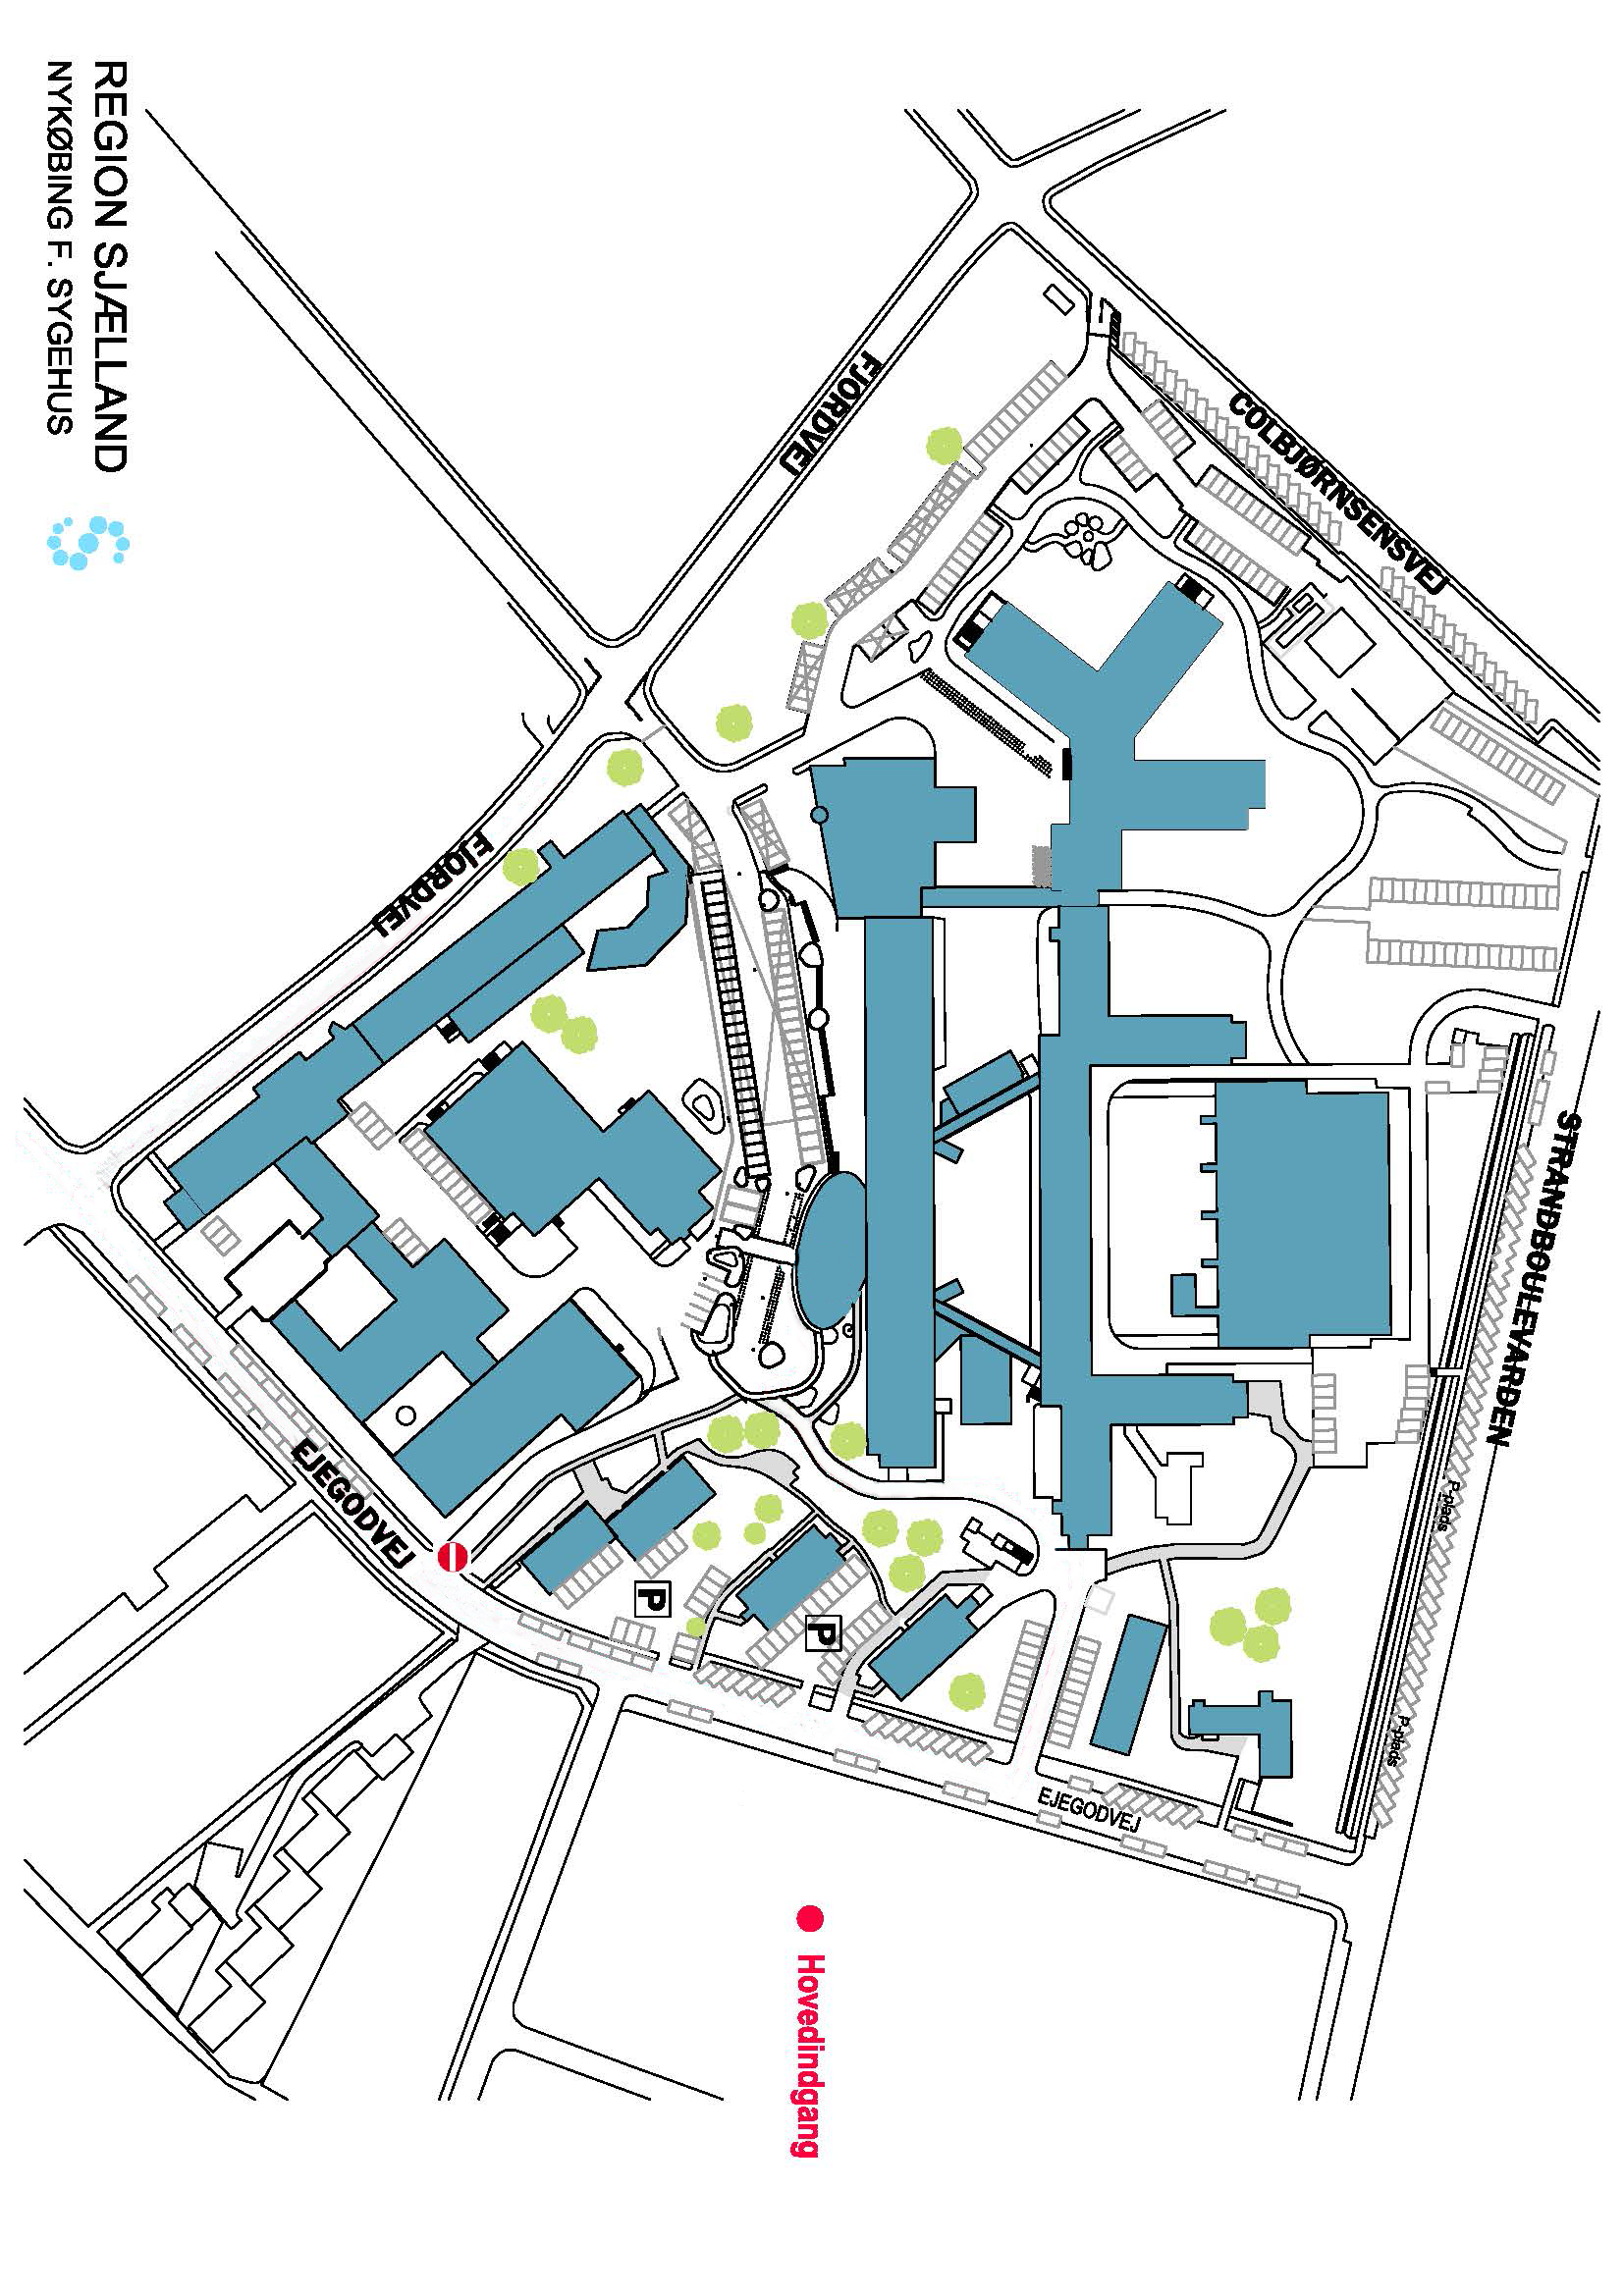 REGION SJÆLLAND
NYKØBING F. SYGEHUS
COLBJØRNSENSVEJ
FJORDVEJ
FJORDVEJ
STRANDBOULEVARDEN
P-plads
P-plads
EJEGODVEJ
P
P
EJEGODVEJ
Hovedindgang